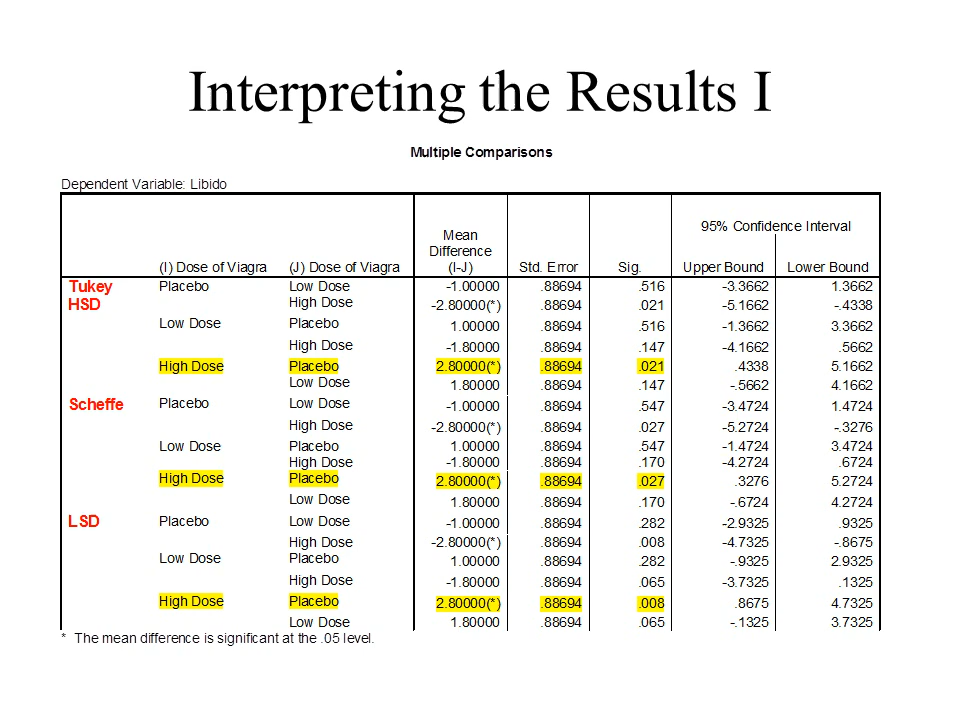 Interpreting the Results I
Multiple Comparisons
Dependent Variable: Libido
95% Confidence Interval
Mean
Difference
(I) Dose of Viagra (J) Dose of Viagra (I-J) Std. Error Sig. Upper Bound Lower Bound
Tukey Placebo Low Dose -1.00000 .88694 .516 -3.3662 1.3662
HSD High Dose -2.80000(*) .88694 .021 -5.1662 -.4338
Low Dose Placebo 1.00000 .88694 .516 -1.3662 3.3662
High Dose -1.80000 .88694 .147 -4.1662 .5662
High Dose Placebo 2.80000(*) .88694 .021 .4338 5.1662
Low Dose 1.80000 .88694 .147 -.5662 4.1662
Scheffe Placebo Low Dose -1.00000 .88694 .547 -3.4724 1.4724
High Dose -2.80000(*) .88694 .027 -5.2724 -.3276
Low Dose Placebo 1.00000 .88694 .547 -1.4724 3.4724
High Dose -1.80000 .88694 .170 -4.2724 .6724
High Dose Placebo 2.80000(*) .88694 .027 .3276 5.2724
Low Dose 1.80000 .88694 .170 -.6724 4.2724
LSD Placebo Low Dose -1.00000 .88694 .282 -2.9325 .9325
High Dose -2.80000(*) .88694 .008 -4.7325 -.8675
Low Dose Placebo 1.00000 .88694 .282 -.9325 2.9325
High Dose -1.80000 .88694 .065 -3.7325 .1325
High Dose Placebo 2.80000(*) .88694 .008 .8675 4.7325
Low Dose 1.80000 .88694 .065 -.1325 3.7325
* The mean difference is significant at the .05 level.